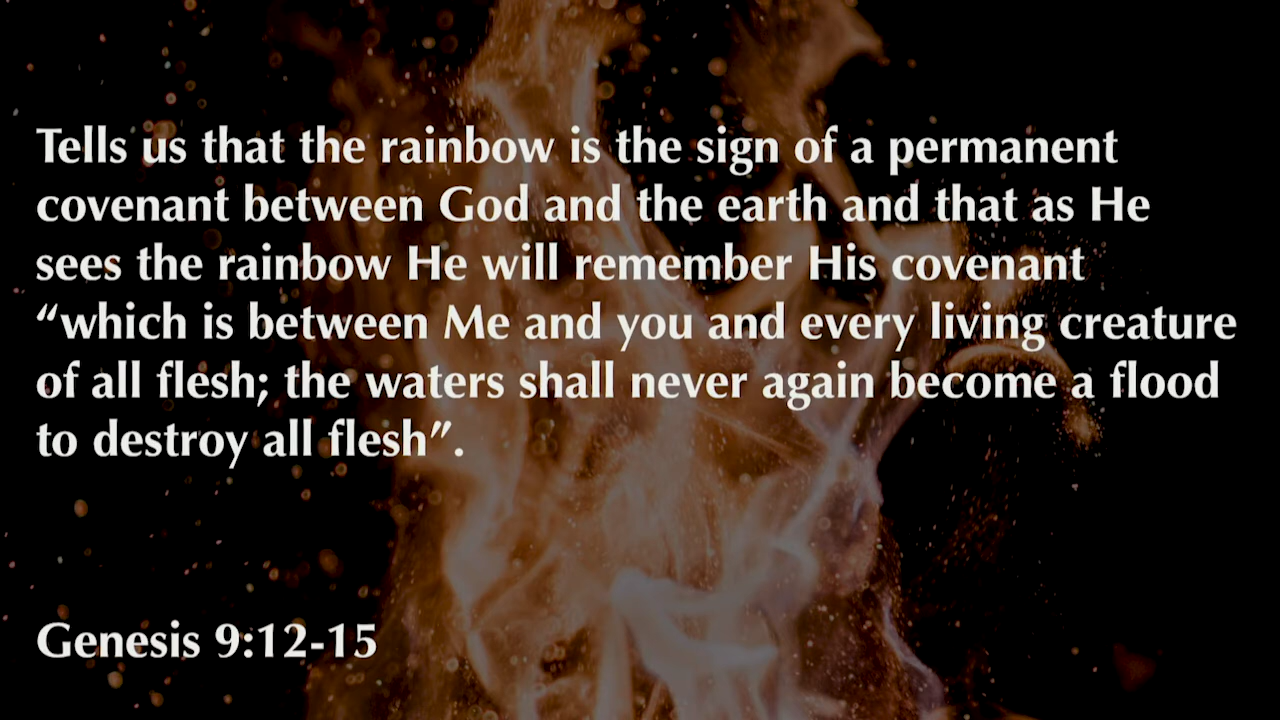 Tells us that the rainbow is the sign of a permanent
covenant between God and the earth and that as He
sees the rainbow He will remember His covenant
“which is between Me and you and every living creature
of all flesh; the waters shall never again become a flood
to destroy all flesh”.
Genesis 9:12-15